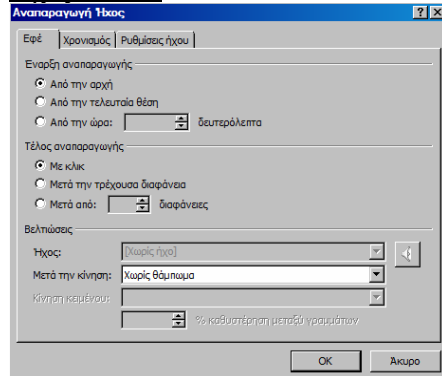 Αναπαραγωγή Ήχος
Εφέ Χρονισμός Ρυθμίσεις ήχου
Έναρξη αναπαραγωγής
Από την αρχή
Από την τελευταία θέση
Από την ώρα: δευτερόλεπτα
Τέλος αναπαραγωγής
Με κλικ
Μετά την τρέχουσα διαφάνεια
Μετά από: διαφάνειες
Βελτιώσεις
Ήχος: [Χωρίς ήχο]
Μετά την κίνηση: Χωρίς θάμπωμα
Κίνηση κειμένου:
% καθυστέρηση μεταξύ γραμμάτων
OK Άκυρο